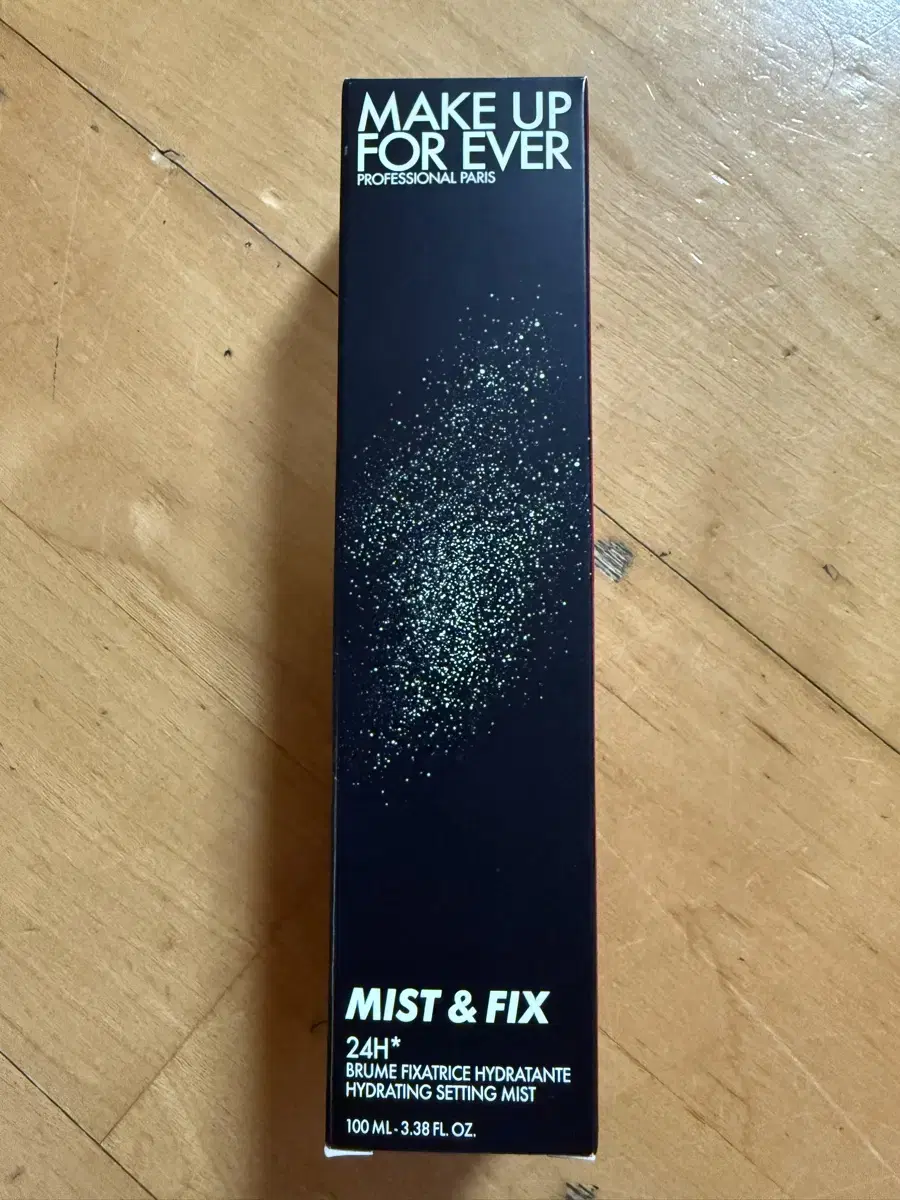 MAKE UP
FOR EVER
PROFESSIONAL PARIS
MIST & FIX
24H*
BRUME FIXATRICE HYDRATANTE
HYDRATING SETTING MIST
100 ML - 3.38 FL. OZ.